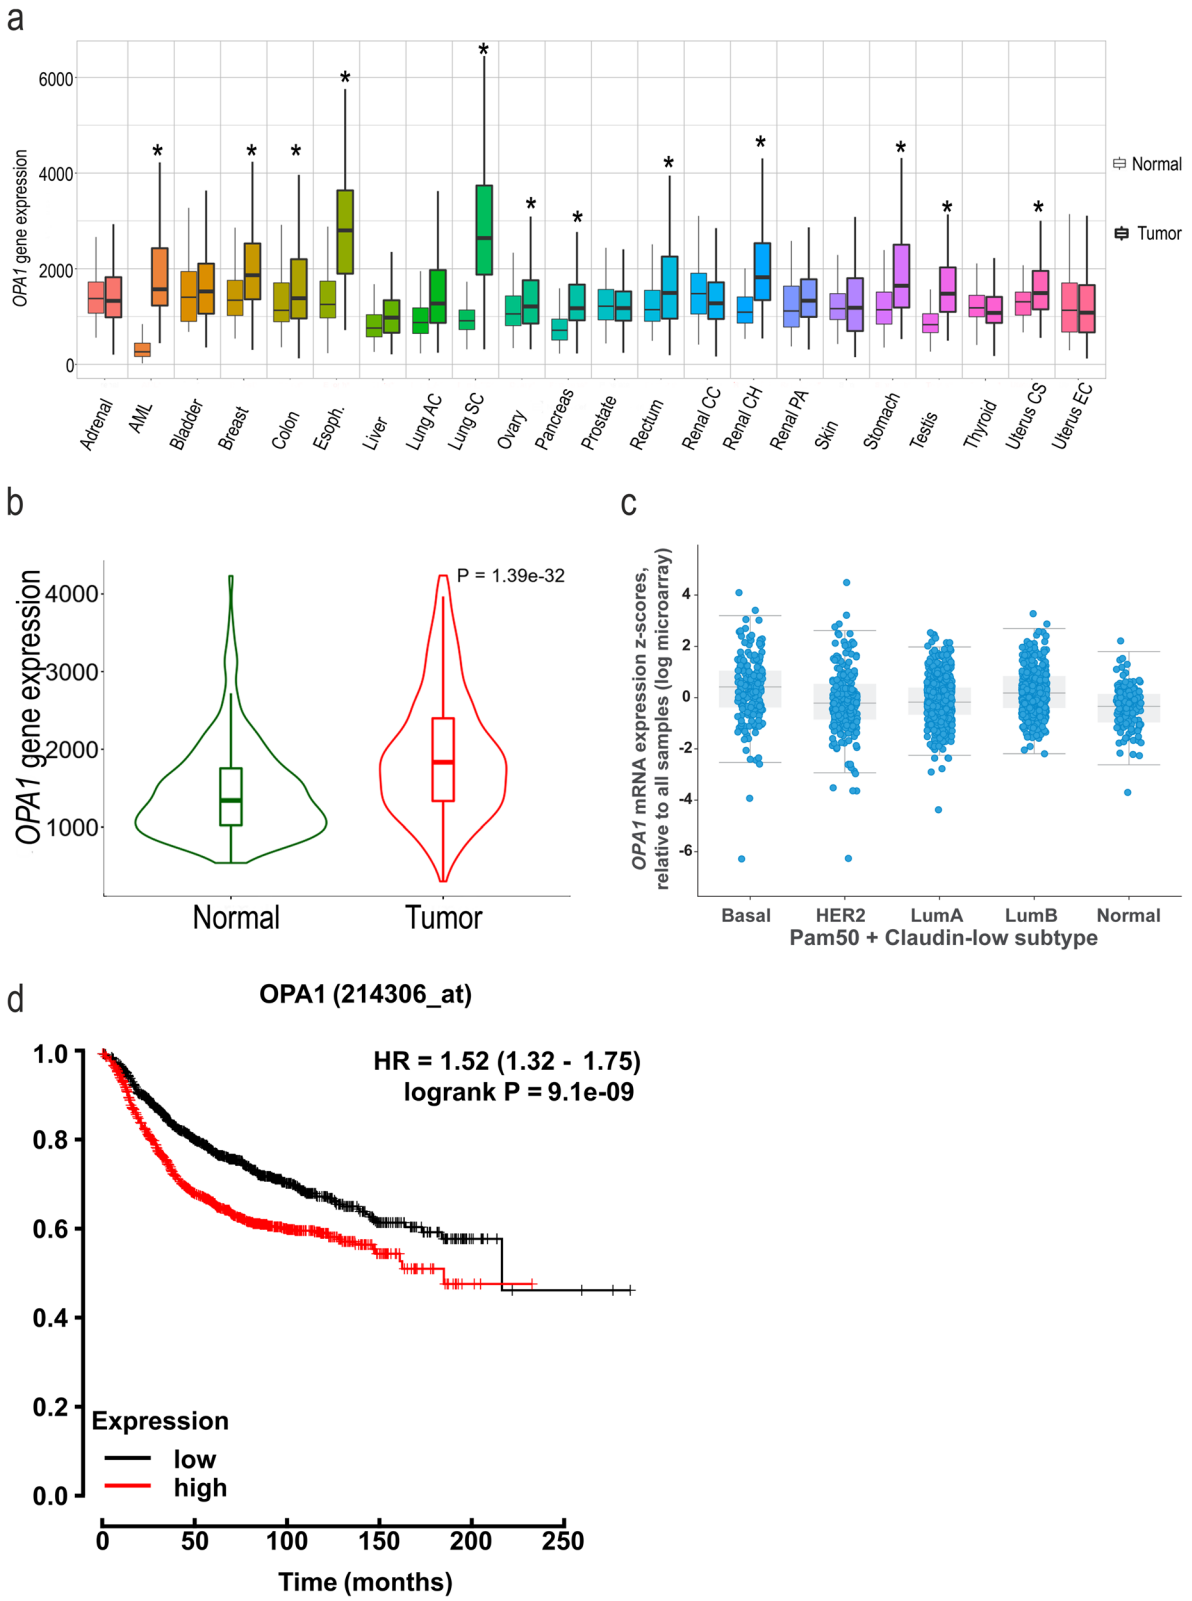 a
OPA1 gene expression
6000
4000
2000
0
* * * * * * * * * * * * *
Normal
Tumor
Adrenal
AML
Bladder
Breast
Colon
Esoph.
Liver
Lung AC
Lung SC
Ovary
Pancreas
Prostate
Rectum
Renal CC
Renal CH
Renal PA
Skin
Stomach
Testis
Thyroid
Uterus CS
Uterus EC
b
OPA1 gene expression
4000
3000
2000
1000
P = 1.39e-32
Normal
Tumor
c
OPA1 mRNA expression z-scores,
relative to all samples (log microarray)
4
2
0
-2
-4
-6
Basal
HER2
LumA
LumB
Normal
Pam50 + Claudin-low subtype
d
OPA1 (214306_at)
HR = 1.52 (1.32 - 1.75)
logrank P = 9.1e-09
1.0
0.8
0.6
0.4
0.2
0.0
Expression
low
high
0
50
100
150
200
250
Time (months)